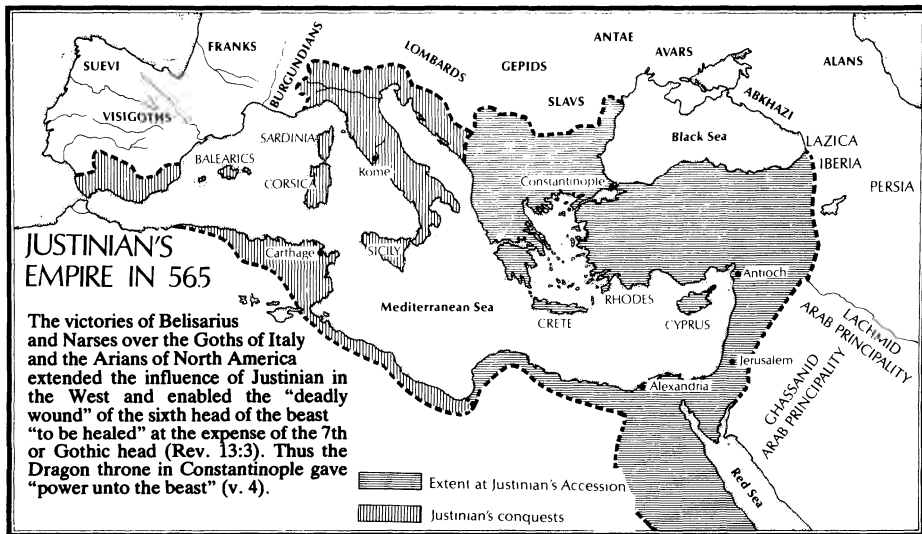 ANTAE
FRANKS
LOMBARDS
AVARS
SUEVI
GEPIDS
ALANS
BURGUNDIANS
SLAVS
ABKHAZI
VISIGOTHS
SARDINIA
Black Sea
LAZICA
BALEARICS
IBERIA
CORSICA
Rome
Constantinople
PERSIA
JUSTINIAN'S
EMPIRE IN 565
Carthage
SICILY
Antioch
Mediterranean Sea
RHODES
CRETE
CYPRUS
LACHMID
ARAB PRINCIPALITY
Jerusalem
Alexandria
GHASSANID
ARAB PRINCIPALITY
Red Sea
The victories of Belisarius
and Narses over the Goths of Italy
and the Arians of North America
extended the influence of Justinian in
the West and enabled the “deadly
wound” of the sixth head of the beast
“to be healed” at the expense of the 7th
or Gothic head (Rev. 13:3). Thus the
Dragon throne in Constantinople gave
“power unto the beast” (v. 4).
Extent at Justinian's Accession
Justinian's conquests